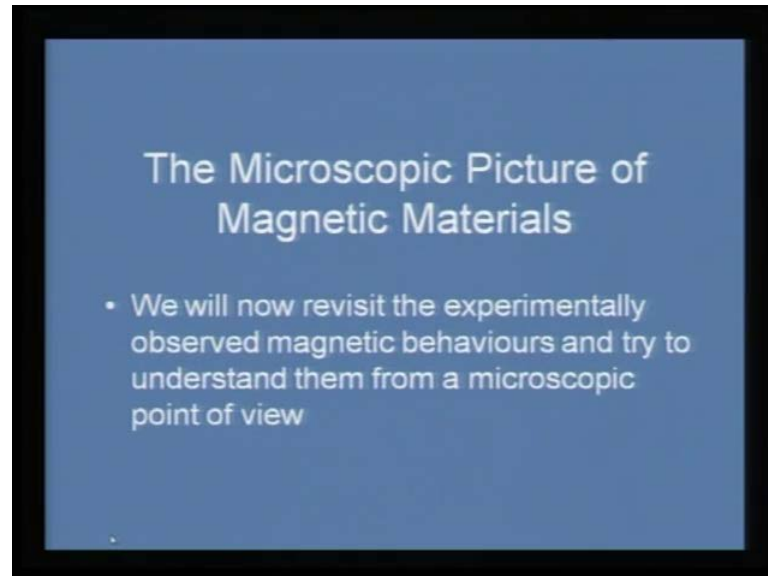 The Microscopic Picture of
Magnetic Materials
• We will now revisit the experimentally
observed magnetic behaviours and try to
understand them from a microscopic
point of view